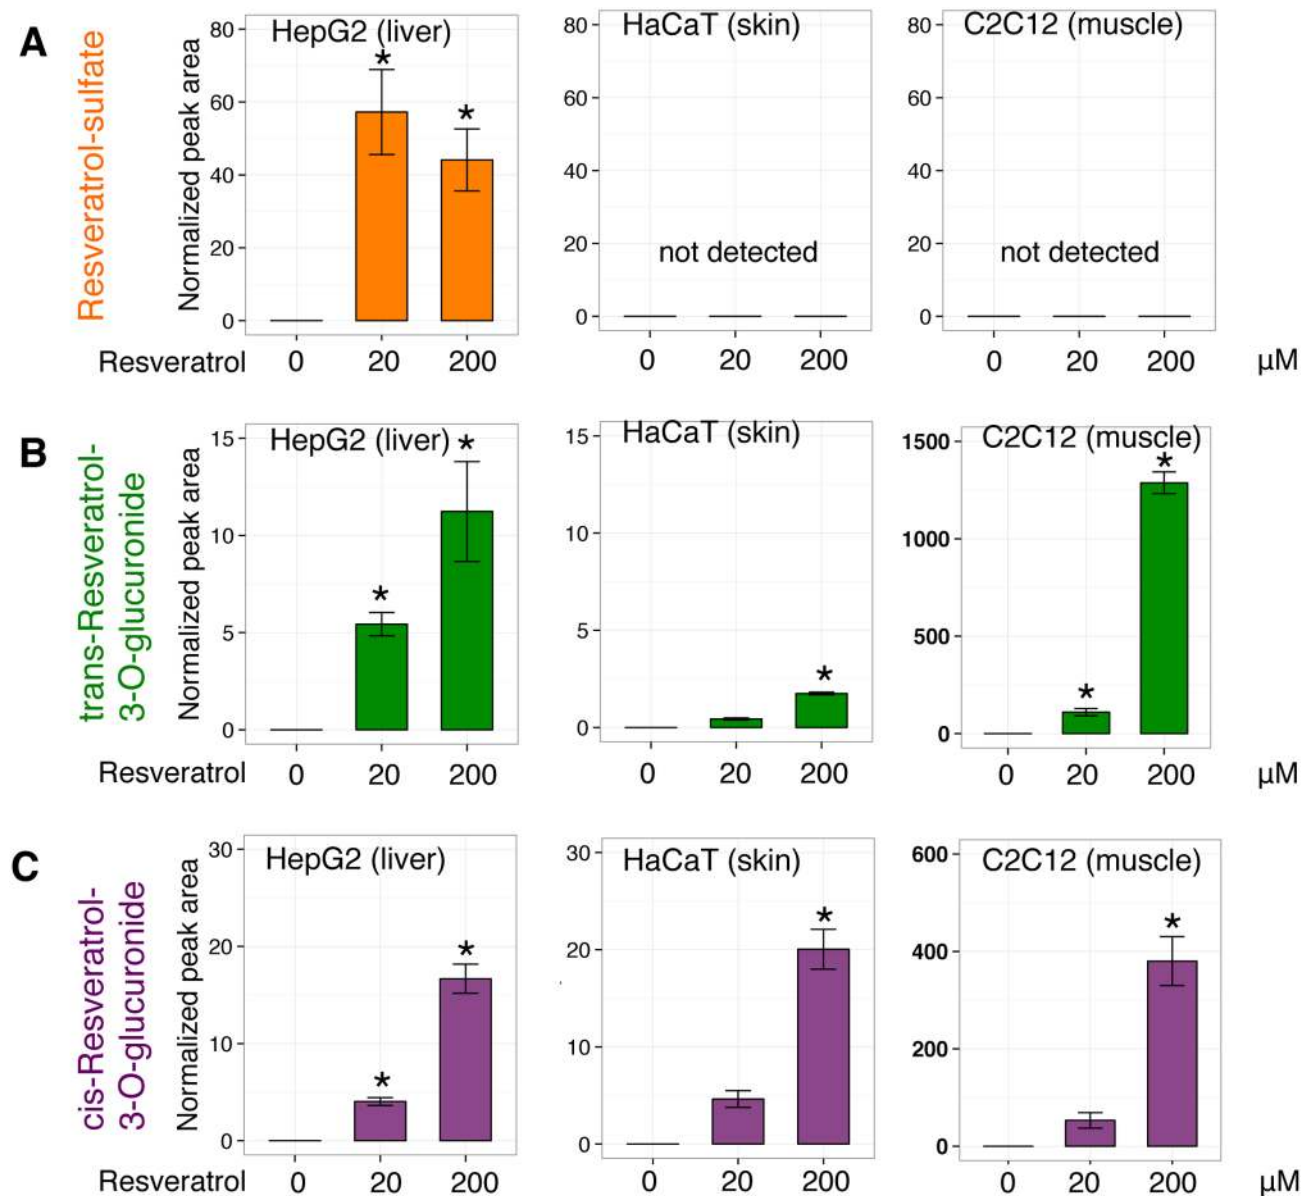 A
Resveratrol-sulfate
Normalized peak area
HepG2 (liver)
80
60
40
20
0
*
*
HaCaT (skin)
80
60
40
20
0
not detected
C2C12 (muscle)
80
60
40
20
0
not detected
Resveratrol 0 20 200 0 20 200 0 20 200 µM
B
trans-Resveratrol-
3-O-glucuronide
Normalized peak area
HepG2 (liver)
15
10
5
0
*
*
HaCaT (skin)
15
10
5
0
*
C2C12 (muscle)
1500
1000
500
0
*
*
Resveratrol 0 20 200 0 20 200 0 20 200 µM
C
cis-Resveratrol-
3-O-glucuronide
Normalized peak area
HepG2 (liver)
30
20
10
0
*
*
HaCaT (skin)
30
20
10
0
*
C2C12 (muscle)
600
400
200
0
*
Resveratrol 0 20 200 0 20 200 0 20 200 µM